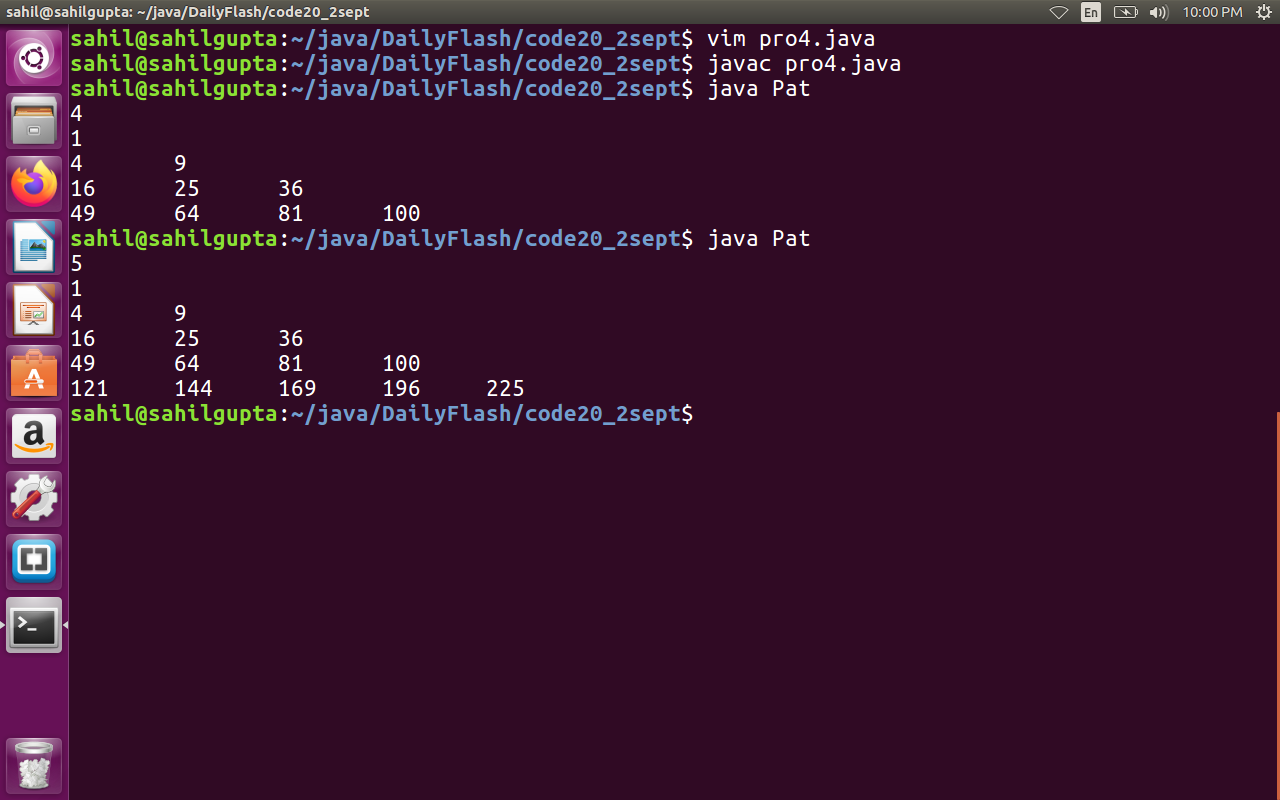 sahil@sahilgupta: ~/java/DailyFlash/code20_2sept En 10:00 PM
sahil@sahilgupta:~/java/DailyFlash/code20_2sept$ vim pro4.java
sahil@sahilgupta:~/java/DailyFlash/code20_2sept$ javac pro4.java
sahil@sahilgupta:~/java/DailyFlash/code20_2sept$ java Pat
4
1
4 9
16 25 36
49 64 81 100
sahil@sahilgupta:~/java/DailyFlash/code20_2sept$ java Pat
5
1
4 9
16 25 36
49 64 81 100
121 144 169 196 225
sahil@sahilgupta:~/java/DailyFlash/code20_2sept$